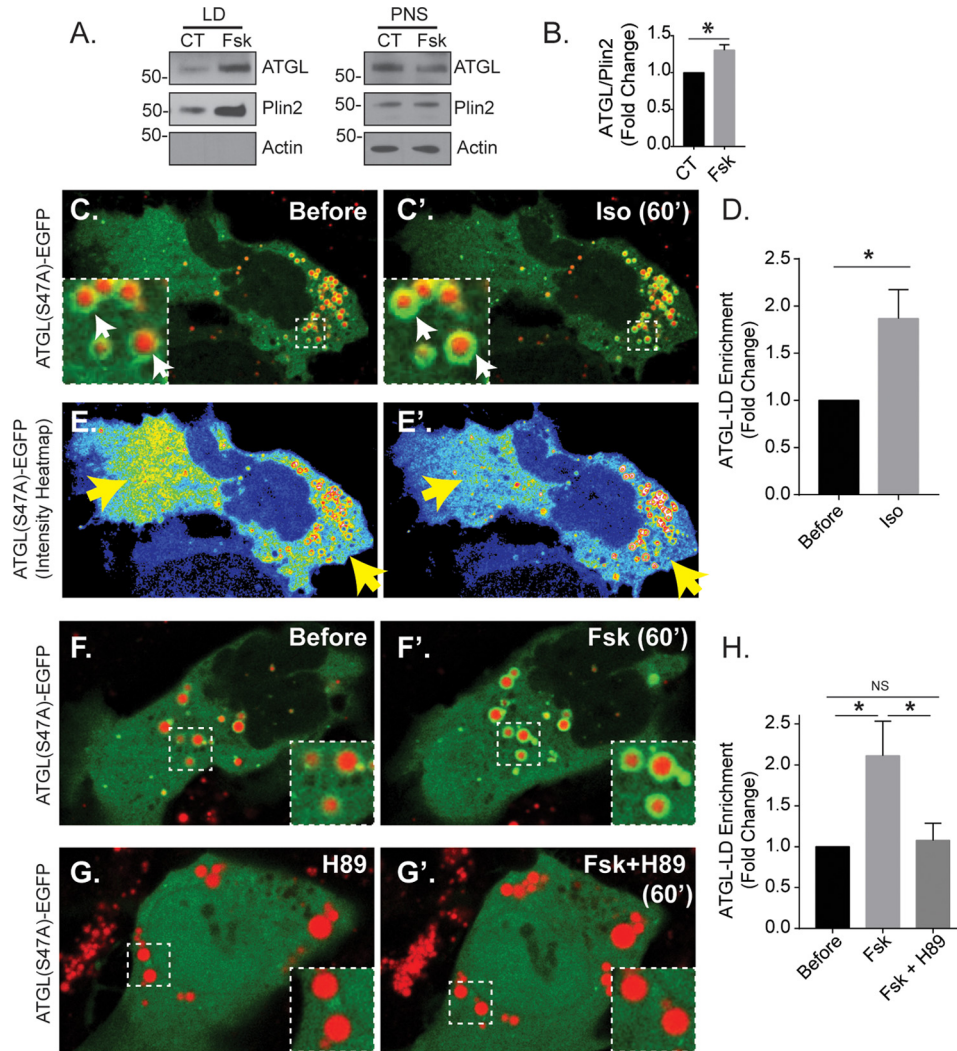 A.
LD
CT Fsk
50- ATGL
50- Plin2
50- Actin
PNS
CT Fsk
50- ATGL
50- Plin2
50- Actin
B.
ATGL/Plin2
(Fold Change)
1.5
1.0
0.5
0.0
*
CT
Fsk
ATGL(S47A)-EGFP
C. Before
C'. Iso (60')
D.
ATGL-LD Enrichment
(Fold Change)
2.5
2.0
1.5
1.0
0.5
0.0
*
Before
Iso
ATGL(S47A)-EGFP
(Intensity Heatmap)
E.
E'.
ATGL(S47A)-EGFP
F. Before
F'. Fsk (60')
ATGL(S47A)-EGFP
G. H89
G'. Fsk+H89
(60')
H.
ATGL-LD Enrichment
(Fold Change)
2.5
2.0
1.5
1.0
0.5
0.0
NS
* *
Before
Fsk
Fsk + H89